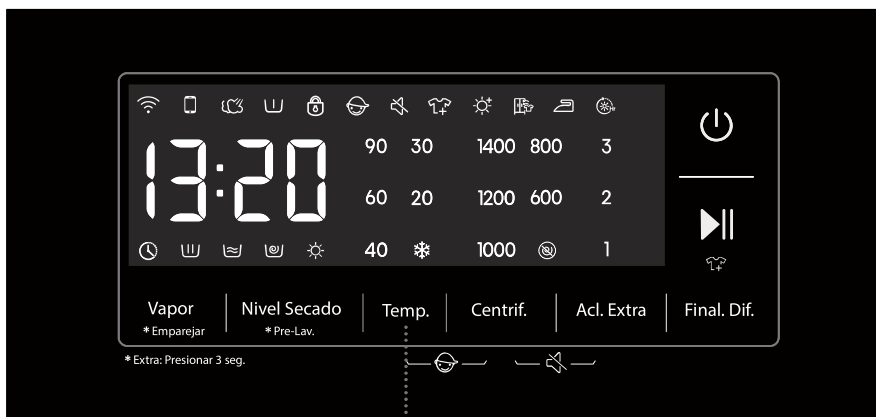 13:20
90 30 1400 800 3
60 20 1200 600 2
40 1000 1
Vapor Nivel Secado Temp. Centrif. Acl. Extra Final. Dif.
* Emparejar * Pre-Lav.
* Extra: Presionar 3 seg.